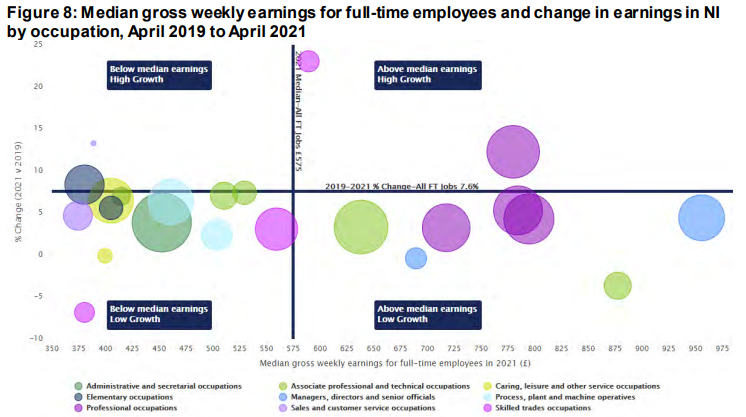 Figure 8: Median gross weekly earnings for full-time employees and change in earnings in NI
by occupation, April 2019 to April 2021
25
20
15
10
5
0
−5
−10
% Change (2021 v 2019)
Below median earnings
High Growth
Above median earnings
High Growth
2021 Median-All FT Jobs £575
2019-2021 % Change-All FT Jobs 7.6%
Below median earnings
Low Growth
Above median earnings
Low Growth
350 375 400 425 450 475 500 525 550 575 600 625 650 675 700 725 750 775 800 825 850 875 900 925 950 975
Median gross weekly earnings for full-time employees in 2021 (£)
Administrative and secretarial occupations
Associate professional and technical occupations
Caring, leisure and other service occupations
Elementary occupations
Managers, directors and senior officials
Process, plant and machine operatives
Professional occupations
Sales and customer service occupations
Skilled trades occupations